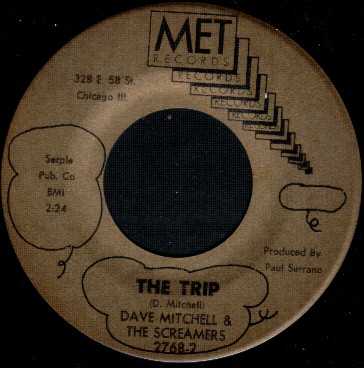 MET
RECORDS
RECORDS
RECORDS
RECORDS
RECORDS
328 E 58 St.
Chicago Ill.
Serple
Pub. Co
BMI
2-24
Produced By
Paul Serrano
THE TRIP
(D. Mitchell)
DAVE MITCHELL &
THE SCREAMERS
2768-2